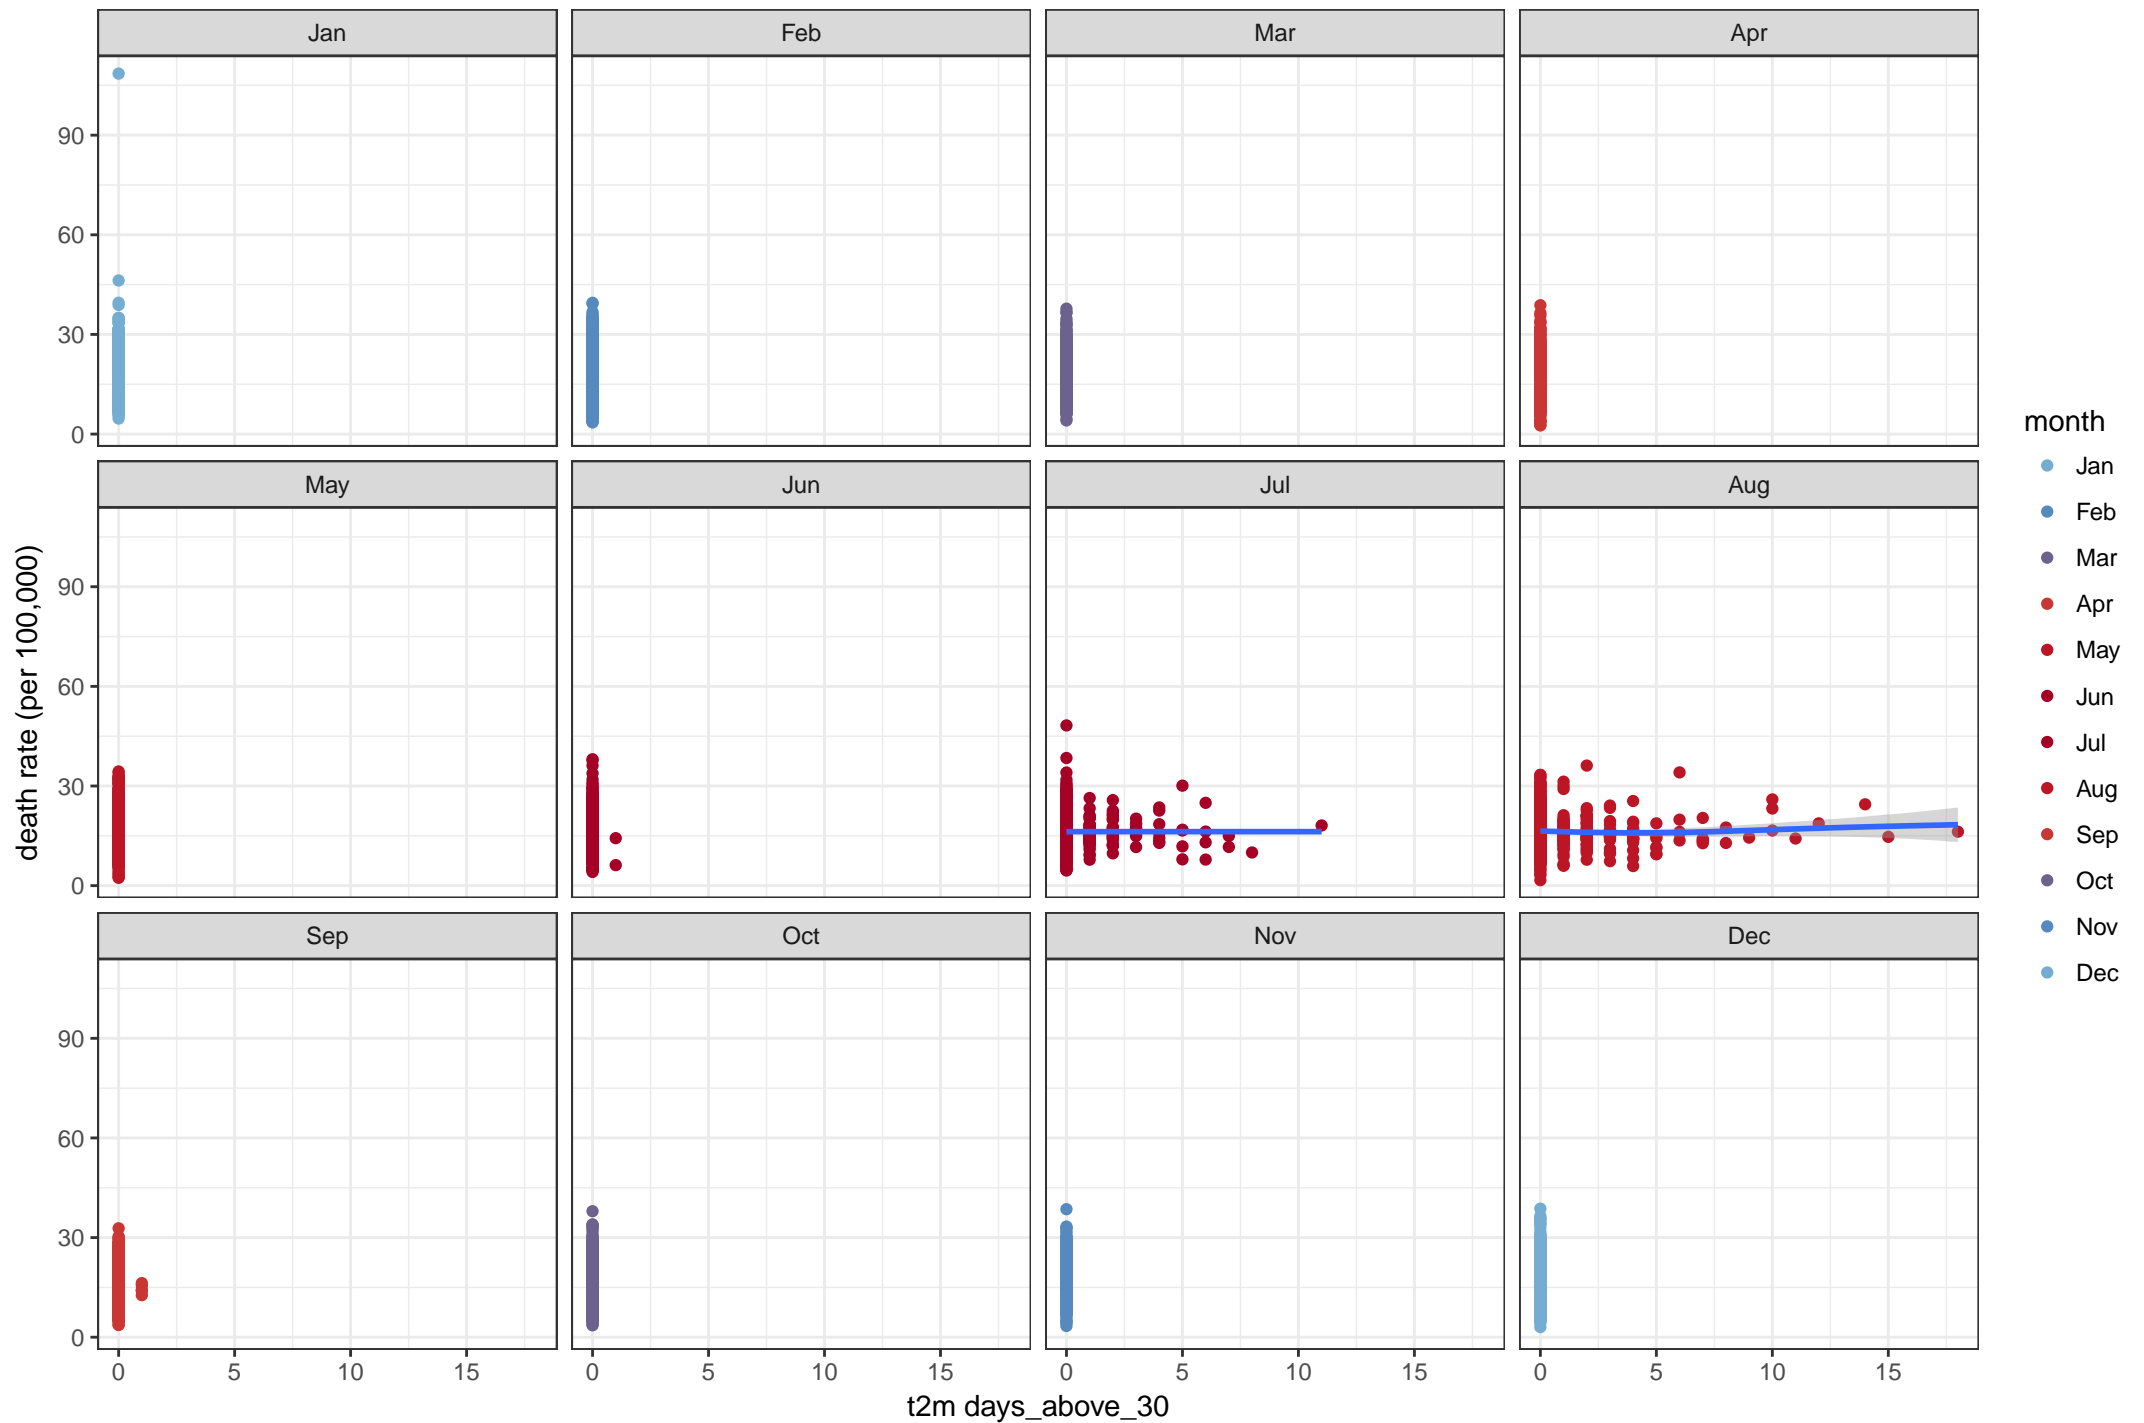 Jan Feb Mar Apr
90
60
30
0
May Jun Jul Aug
90
60
30
0
Sep Oct Nov Dec
90
60
30
0
0 5 10 15 0 5 10 15 0 5 10 15 0 5 10 15
t2m days_above_30
death rate (per 100,000)
month
Jan
Feb
Mar
Apr
May
Jun
Jul
Aug
Sep
Oct
Nov
Dec